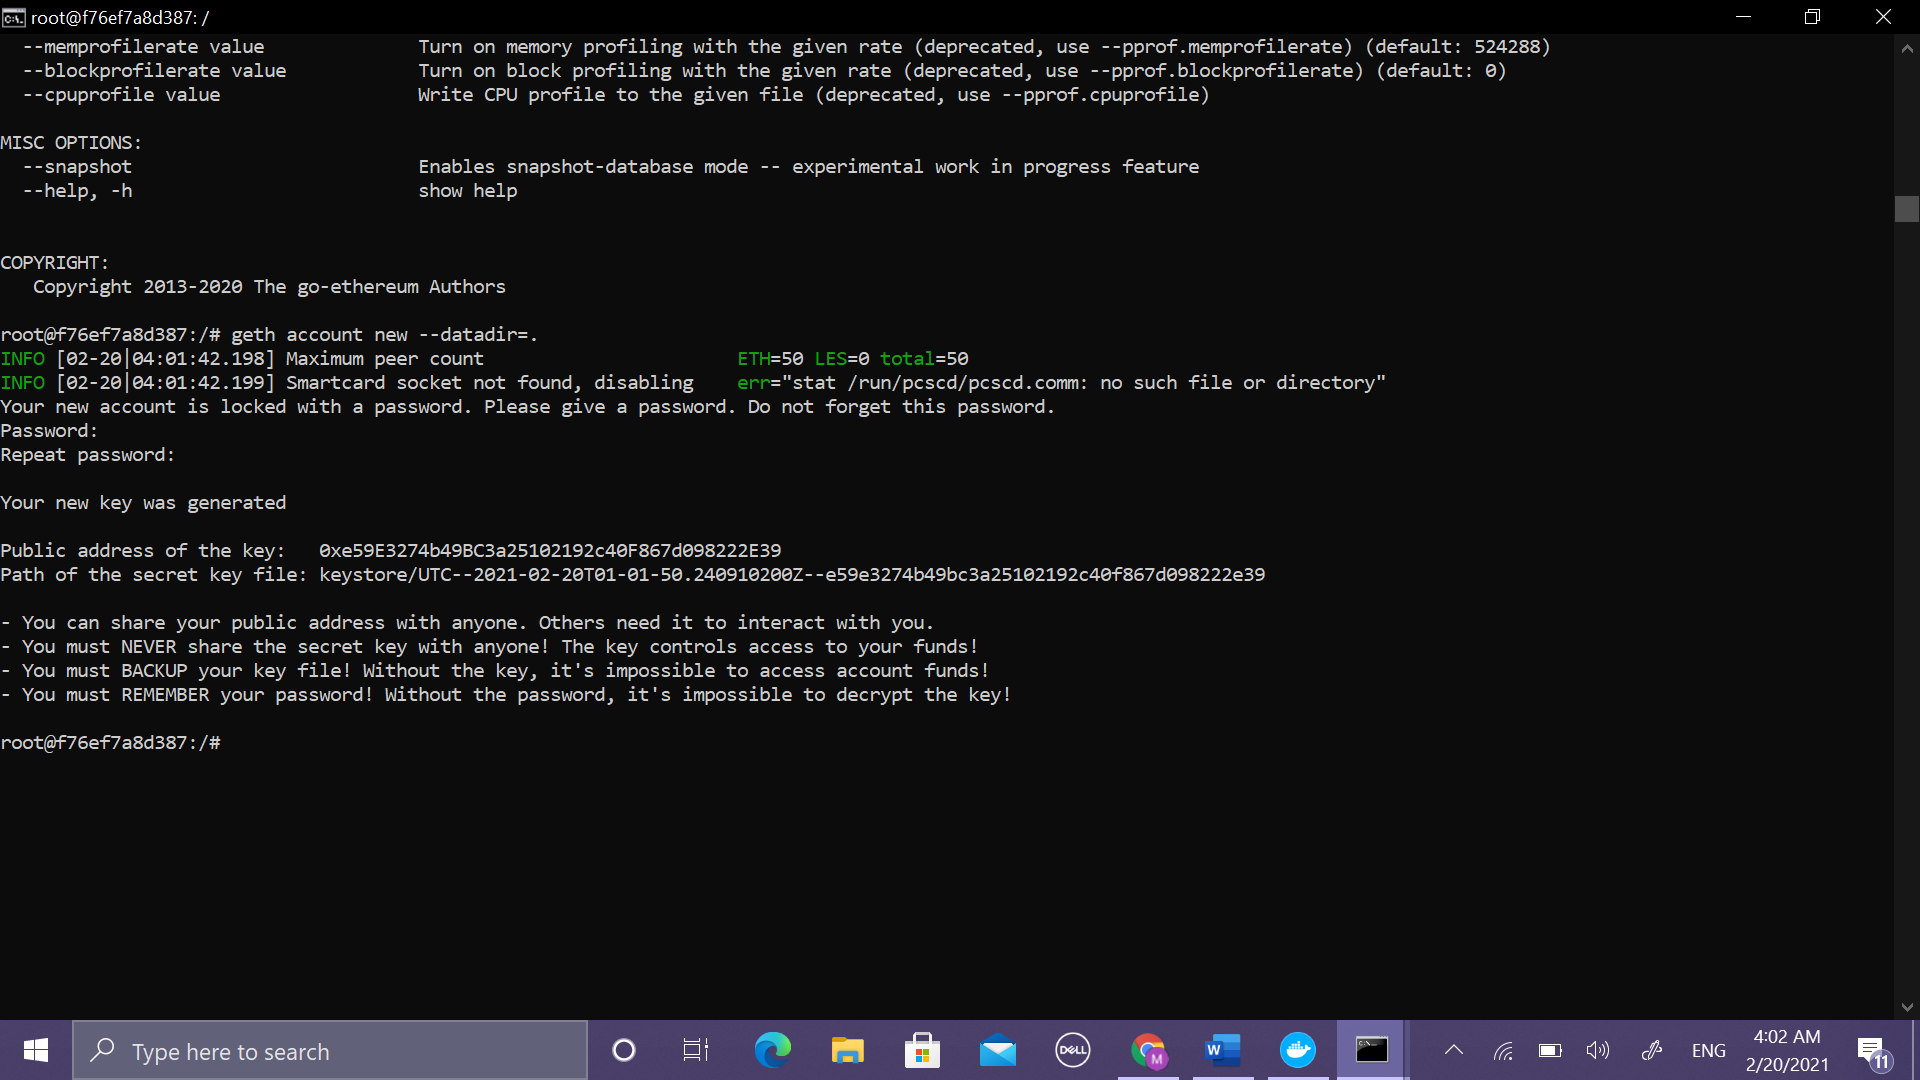 root@f76ef7a8d387: /
--memprofilerate value Turn on memory profiling with the given rate (deprecated, use --pprof.memprofilerate) (default: 524288)
--blockprofilerate value Turn on block profiling with the given rate (deprecated, use --pprof.blockprofilerate) (default: 0)
--cpuprofile value Write CPU profile to the given file (deprecated, use --pprof.cpuprofile)
MISC OPTIONS:
--snapshot Enables snapshot-database mode -- experimental work in progress feature
--help, -h show help
COPYRIGHT:
Copyright 2013-2020 The go-ethereum Authors
root@f76ef7a8d387:/# geth account new --datadir=.
INFO [02-20|04:01:42.198] Maximum peer count ETH=50 LES=0 total=50
INFO [02-20|04:01:42.199] Smartcard socket not found, disabling err="stat /run/pcscd/pcscd.comm: no such file or directory"
Your new account is locked with a password. Please give a password. Do not forget this password.
Password:
Repeat password:
Your new key was generated
Public address of the key: 0xe59E3274b49BC3a25102192c40F867d098222E39
Path of the secret key file: keystore/UTC--2021-02-20T01-01-50.240910200Z--e59e3274b49bc3a25102192c40f867d098222e39
- You can share your public address with anyone. Others need it to interact with you.
- You must NEVER share the secret key with anyone! The key controls access to your funds!
- You must BACKUP your key file! Without the key, it's impossible to access account funds!
- You must REMEMBER your password! Without the password, it's impossible to decrypt the key!
root@f76ef7a8d387:/#
Type here to search
DELL
M
W
ENG
4:02 AM
2/20/2021
11